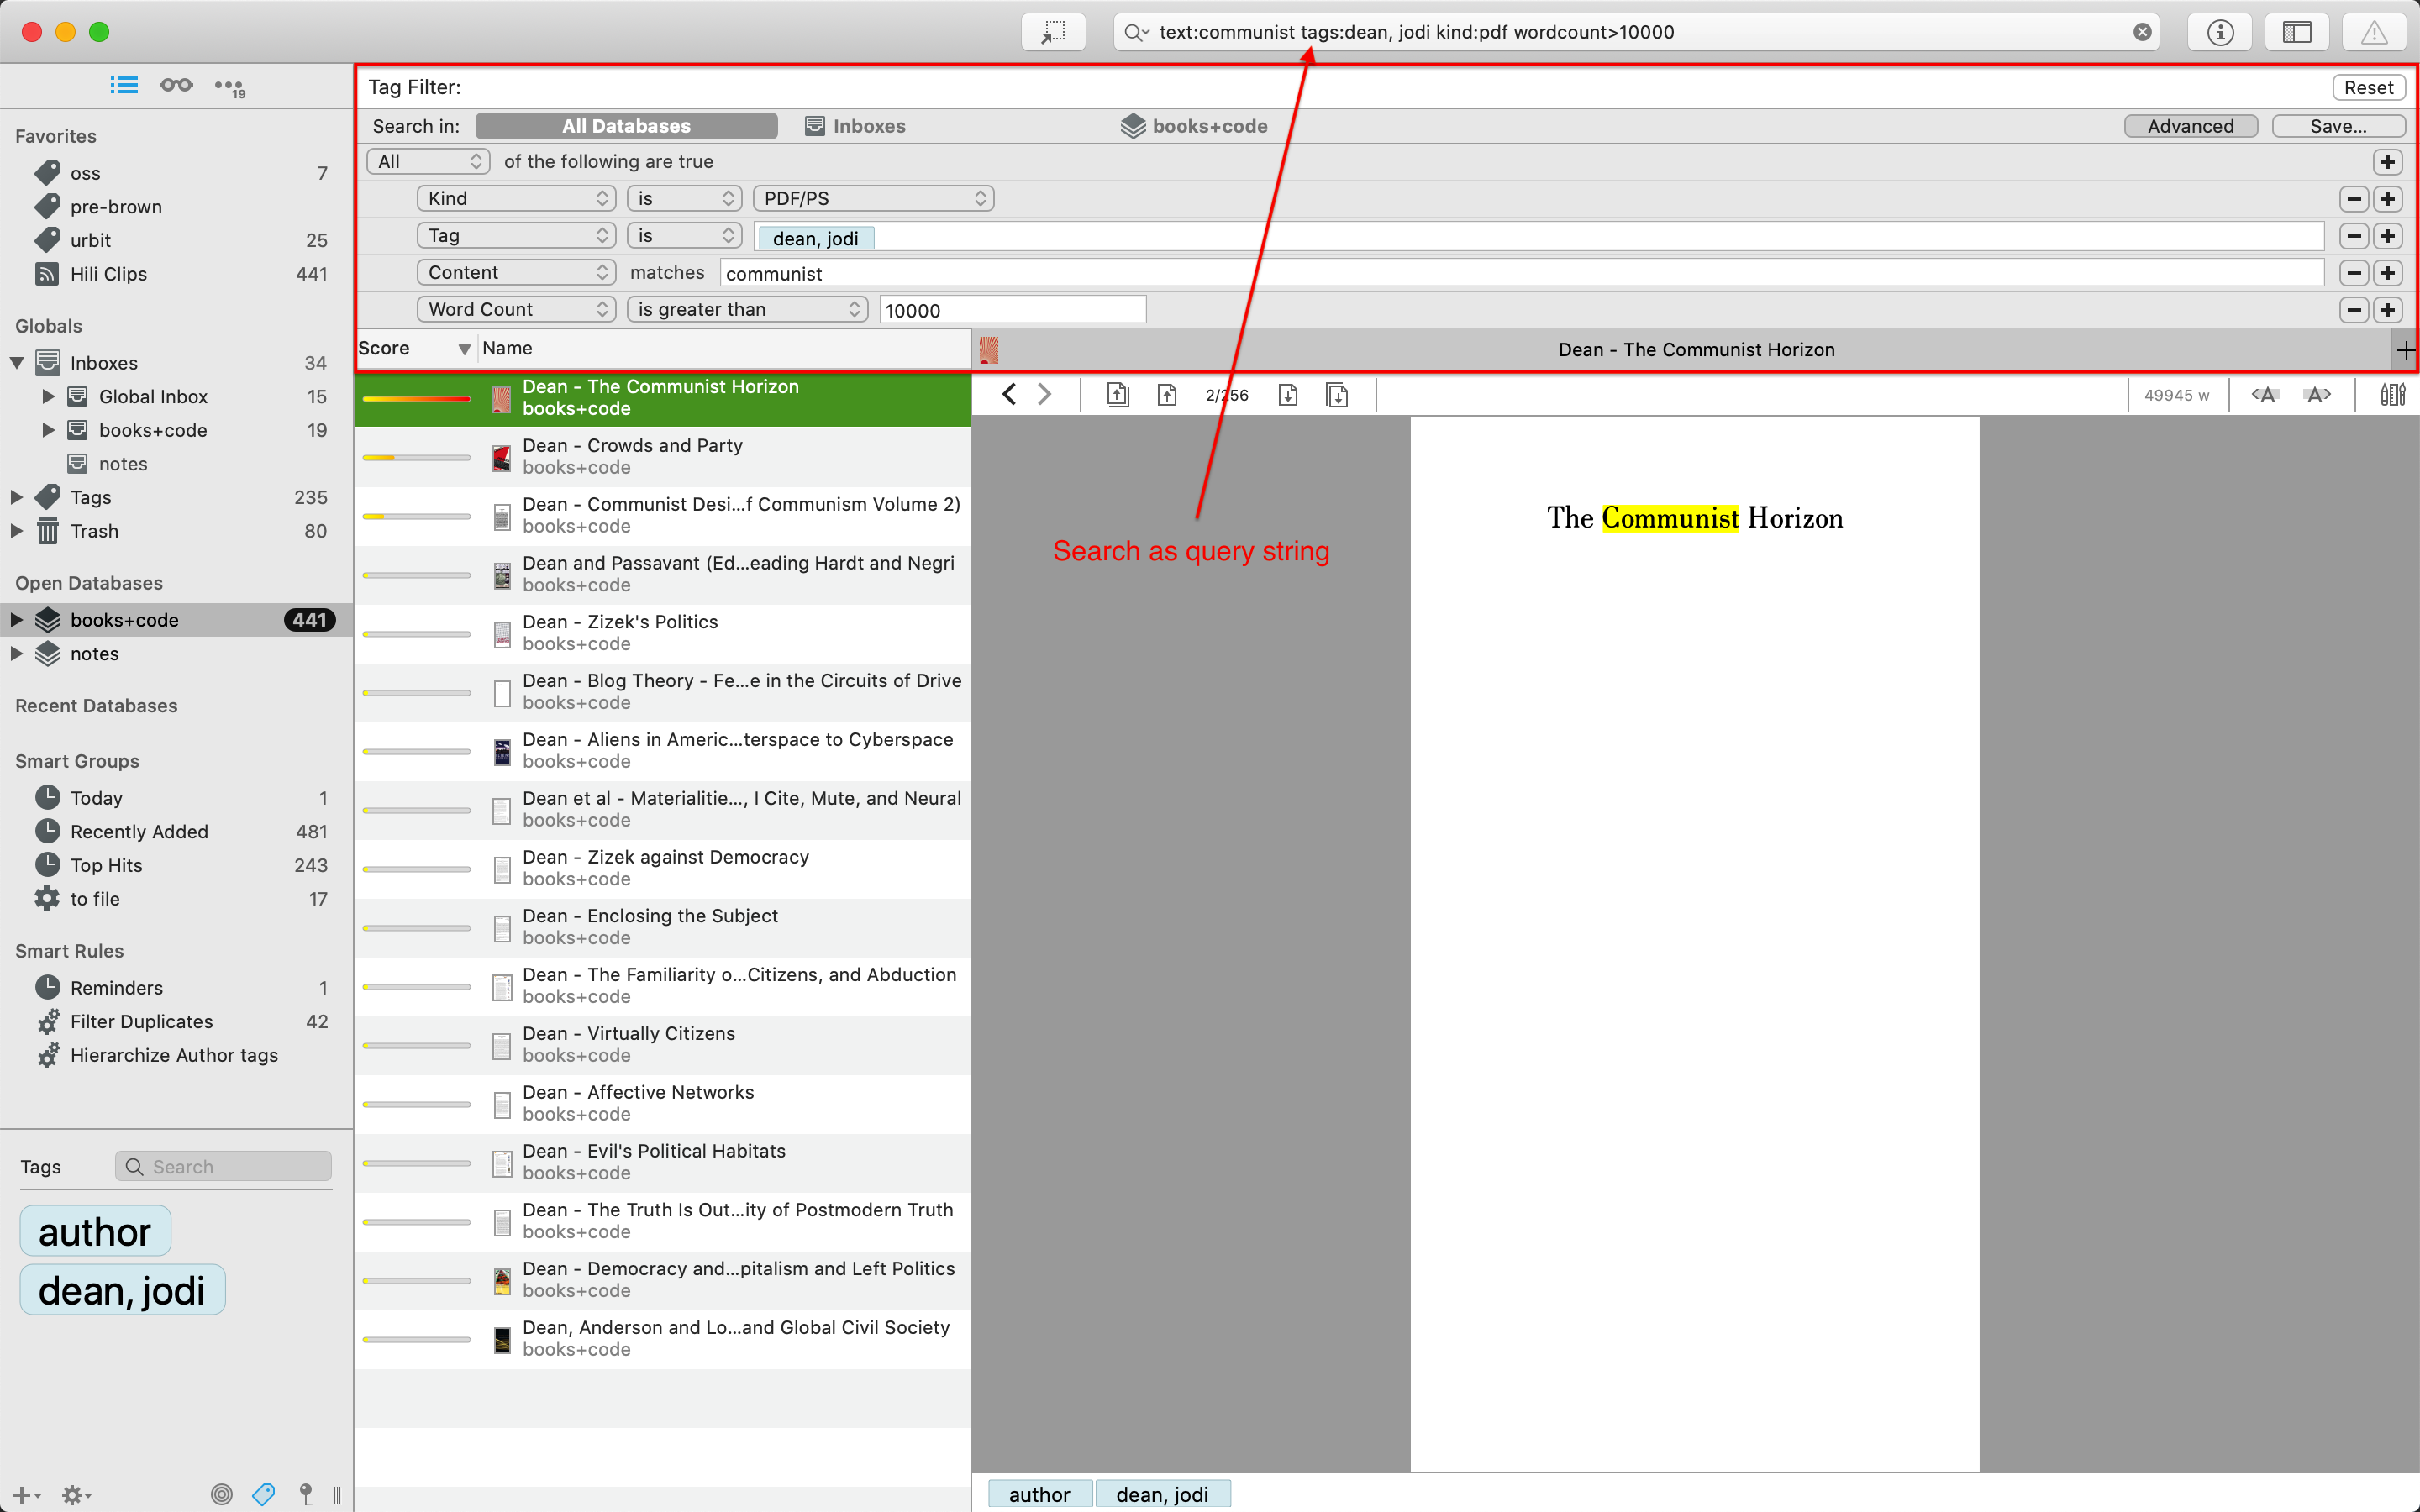 text:communist tags:dean, jodi kind:pdf wordcount>10000
19
Tag Filter:
Reset
Search in:
All Databases
Inboxes
books+code
Advanced
Save...
All
of the following are true
Kind
is
PDF/PS
Tag
is
dean, jodi
Content
matches
communist
Word Count
is greater than
10000
Score
Name
Dean - The Communist Horizon
2/256
49945 w
Favorites
oss 7
pre-brown
urbit 25
Hili Clips 441
Globals
Inboxes 34
Global Inbox 15
books+code 19
notes
Tags 235
Trash 80
Open Databases
books+code 441
notes
Recent Databases
Smart Groups
Today 1
Recently Added 481
Top Hits 243
to file 17
Smart Rules
Reminders 1
Filter Duplicates 42
Hierarchize Author tags
Tags
Search
author
dean, jodi
Dean - The Communist Horizon
books+code
Dean - Crowds and Party
books+code
Dean - Communist Desi...f Communism Volume 2)
books+code
Dean and Passavant (Ed...eading Hardt and Negri
books+code
Dean - Zizek's Politics
books+code
Dean - Blog Theory - Fe...e in the Circuits of Drive
books+code
Dean - Aliens in Americ...terspace to Cyberspace
books+code
Dean et al - Materialitie..., I Cite, Mute, and Neural
books+code
Dean - Zizek against Democracy
books+code
Dean - Enclosing the Subject
books+code
Dean - The Familiarity o...Citizens, and Abduction
books+code
Dean - Virtually Citizens
books+code
Dean - Affective Networks
books+code
Dean - Evil's Political Habitats
books+code
Dean - The Truth Is Out...ity of Postmodern Truth
books+code
Dean - Democracy and...pitalism and Left Politics
books+code
Dean, Anderson and Lo...and Global Civil Society
books+code
The Communist Horizon
Search as query string
author
dean, jodi